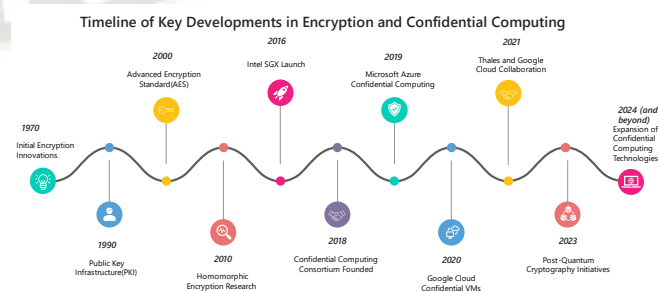 Timeline of Key Developments in Encryption and Confidential Computing
1970
Initial Encryption
Innovations
1990
Public Key
Infrastructure(PKI)
2000
Advanced Encryption
Standard(AES)
2010
Homomorphic
Encryption Research
2016
Intel SGX Launch
2018
Confidential Computing
Consortium Founded
2019
Microsoft Azure
Confidential Computing
2020
Google Cloud
Confidential VMs
2021
Thales and Google
Cloud Collaboration
2023
Post-Quantum
Cryptography Initiatives
2024 (and
beyond)
Expansion of
Confidential
Computing
Technologies